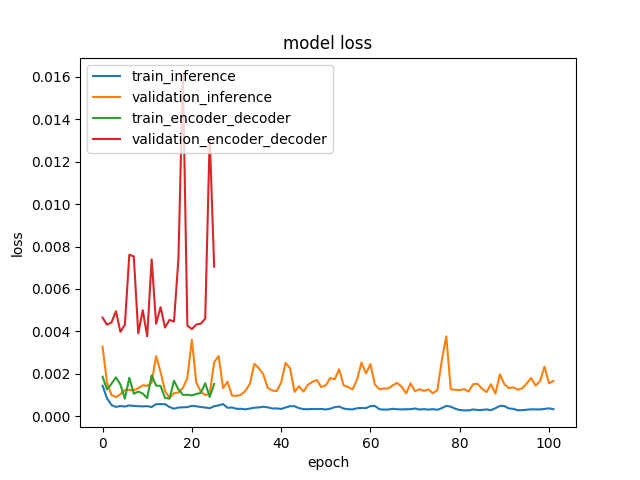 model loss
train_inference
validation_inference
train_encoder_decoder
validation_encoder_decoder
0.016
0.014
0.012
0.010
0.008
0.006
0.004
0.002
0.000
loss
0 20 40 60 80 100
epoch